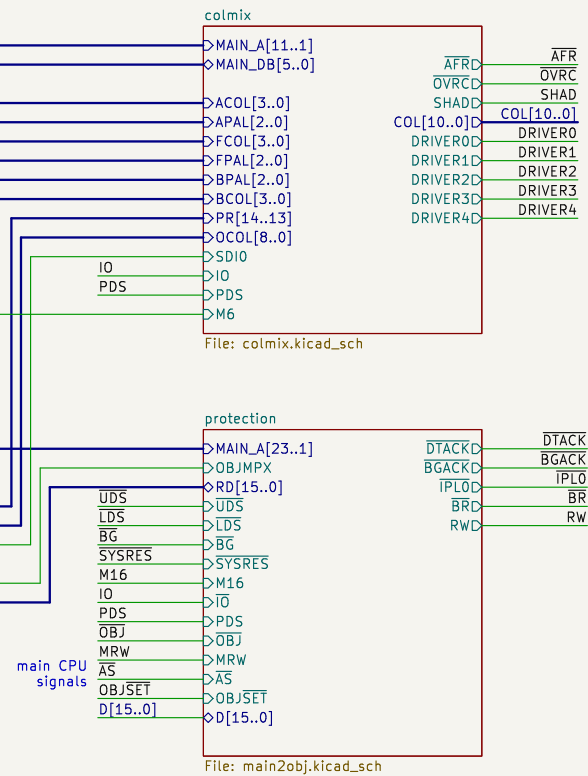 colmix
MAIN_A[11..1]
MAIN_DB[5..0]
AFR AFR
OVRC OVRC
ACOL[3..0] SHAD SHAD
APAL[2..0] COL[10..0] COL[10..0]
FCOL[3..0] DRIVER0 DRIVER0
FPAL[2..0] DRIVER1 DRIVER1
BPAL[2..0] DRIVER2 DRIVER2
BCOL[3..0] DRIVER3 DRIVER3
PR[14..13] DRIVER4 DRIVER4
OCOL[8..0]
SDIO
IO IO
PDS PDS
M6
File: colmix.kicad_sch
protection
MAIN_A[23..1] DTACK DTACK
OBJMPX BGACK BGACK
RD[15..0] IPL0 IPL0
UDS UDS BR BR
LDS LDS RW RW
BG BG
SYSRES SYSRES
M16 M16
IO IO
PDS PDS
OBJ OBJ
MRW MRW
AS AS
OBJSET OBJSET
D[15..0] D[15..0]
main CPU
signals
File: main2obj.kicad_sch